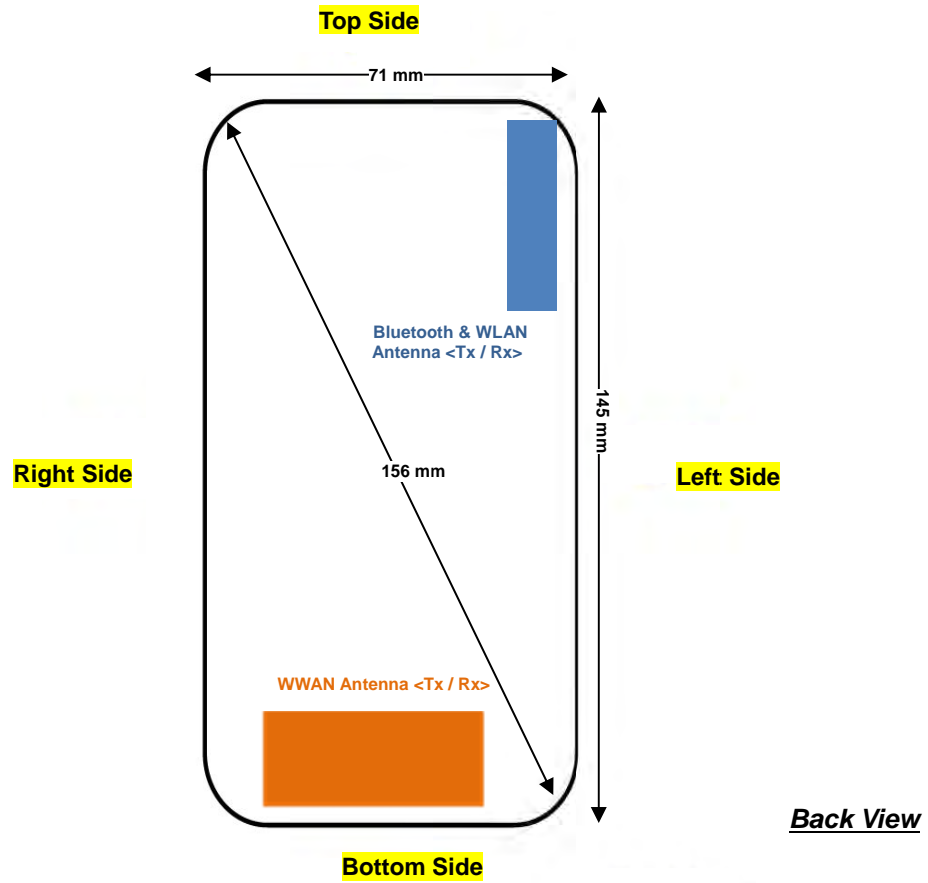 Top Side
71 mm
Bluetooth & WLAN
Antenna <Tx / Rx>
145 mm
Right Side
156 mm
Left Side
WWAN Antenna <Tx / Rx>
Back View
Bottom Side